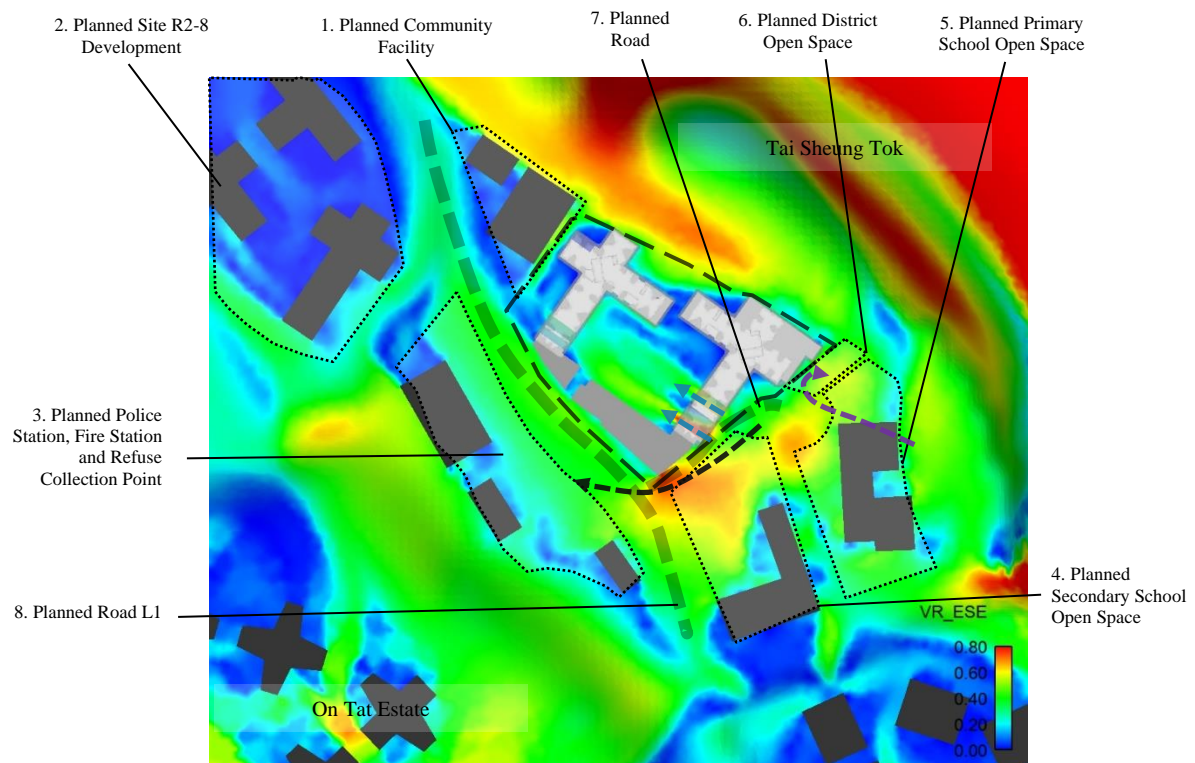 2. Planned Site R2-8
Development
1. Planned Community
Facility
7. Planned
Road
6. Planned District
Open Space
5. Planned Primary
School Open Space
Tai Sheung Tok
3. Planned Police
Station, Fire Station
and Refuse
Collection Point
8. Planned Road L1
4. Planned
Secondary School
Open Space
VR_ESE
0.80
0.60
0.40
0.20
0.00
On Tat Estate